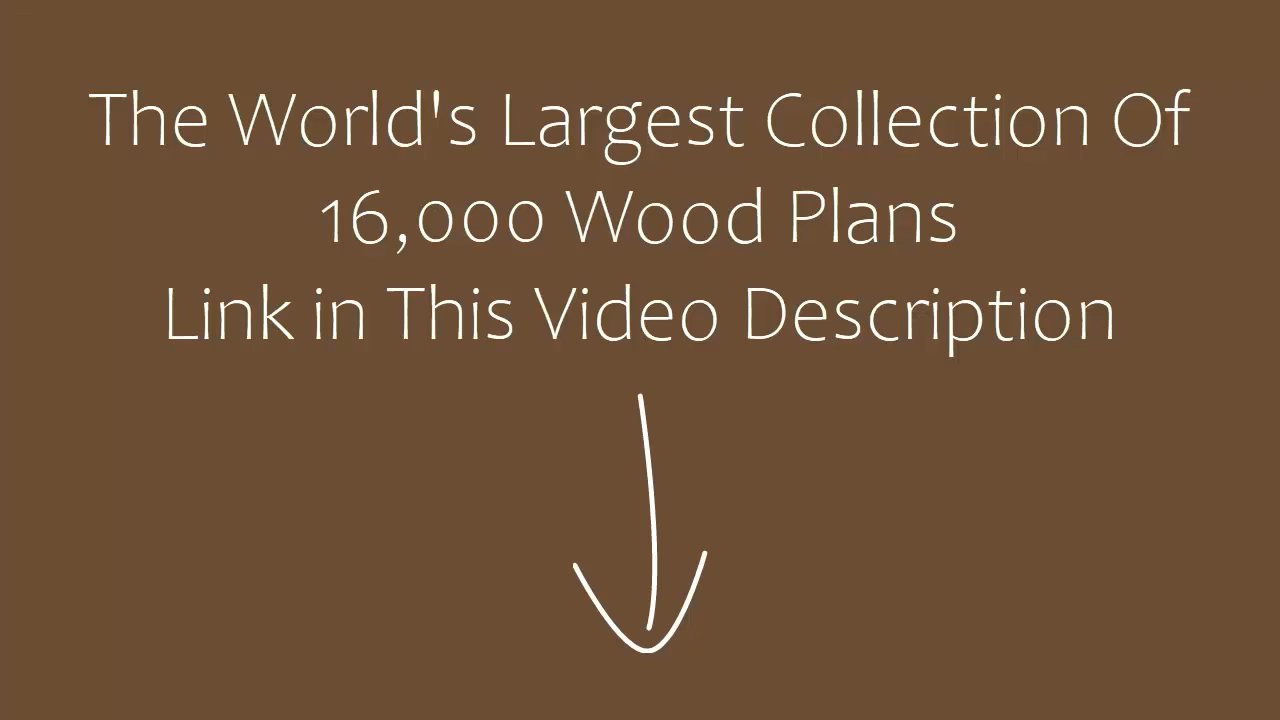 The World's Largest Collection Of
16,000 Wood Plans
Link in This Video Description